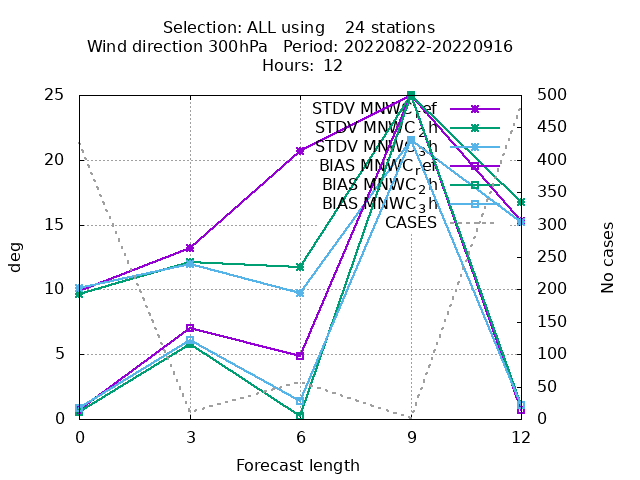 Selection: ALL using    24 stations
Wind direction 300hPa   Period: 20220822-20220916
Hours:  12
25
20
15
10
5
0
500
450
400
350
300
250
200
150
100
50
0
0
3
6
9
12
deg
No cases
Forecast length
STDV MNWC_ref
STDV MNWC_2h
STDV MNWC_3h
BIAS MNWC_ref
BIAS MNWC_2h
BIAS MNWC_3h
CASES